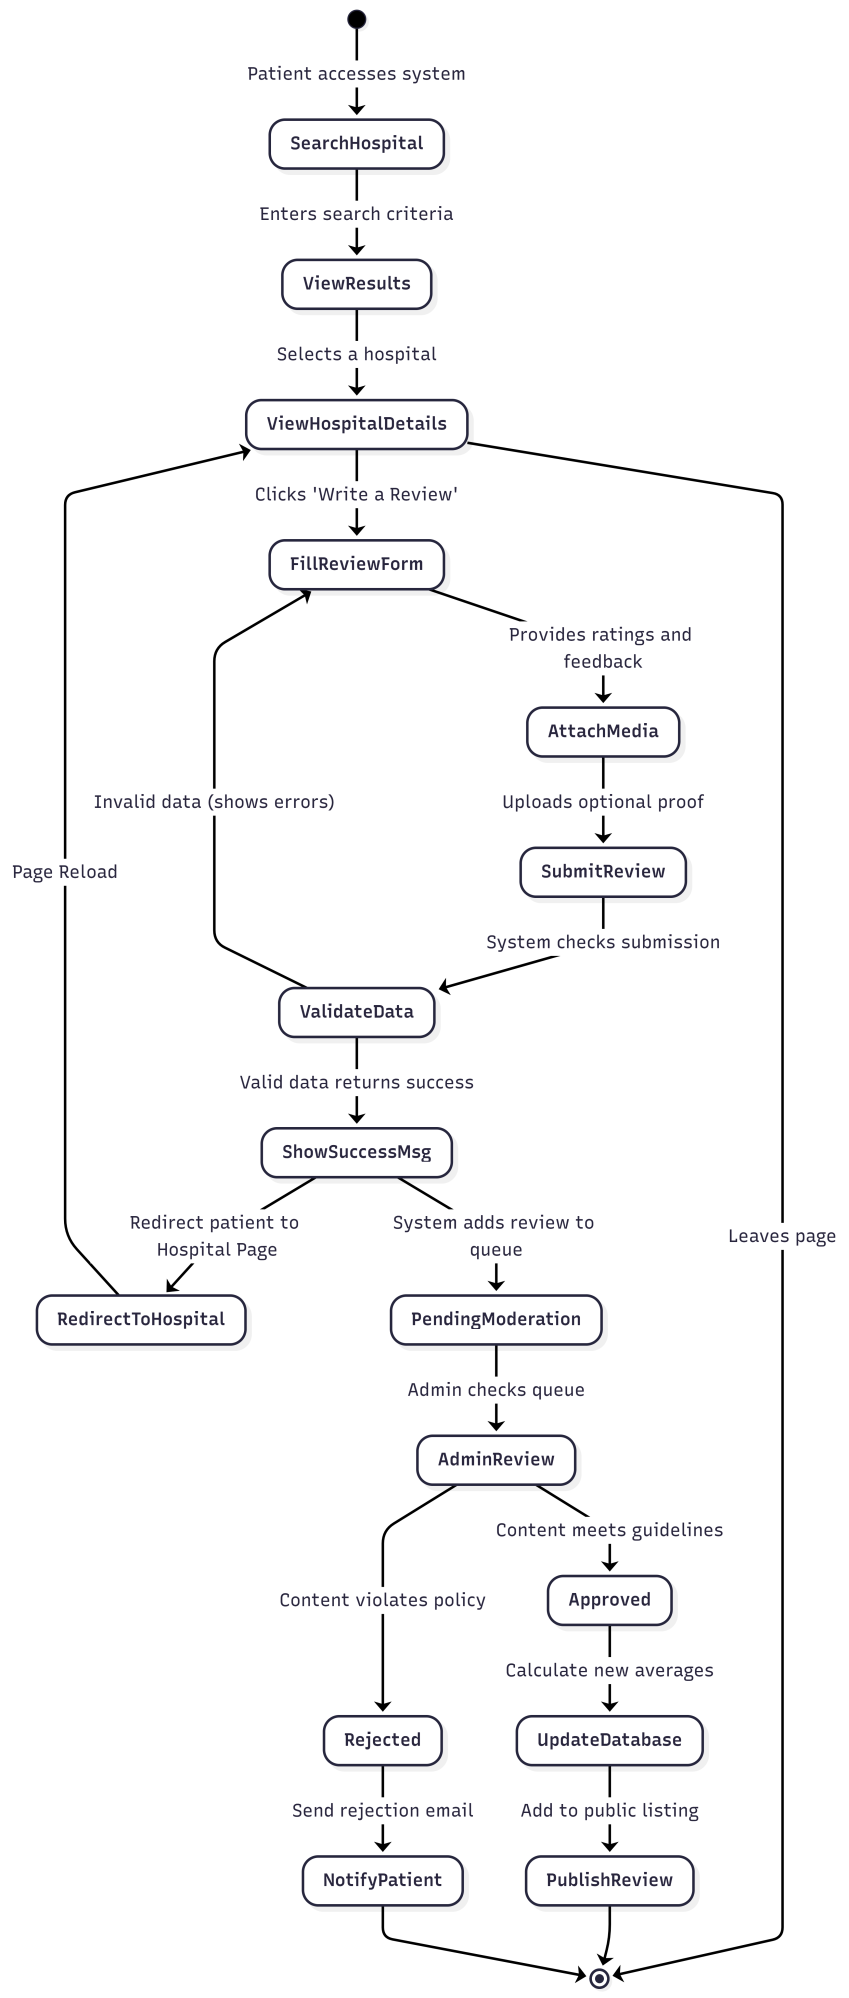 Patient accesses system
SearchHospital
Enters search criteria
ViewResults
Selects a hospital
ViewHospitalDetails
Clicks 'Write a Review'
FillReviewForm
Provides ratings and
feedback
AttachMedia
Invalid data (shows errors)
Uploads optional proof
Page Reload
SubmitReview
System checks submission
ValidateData
Valid data returns success
ShowSuccessMsg
Redirect patient to
Hospital Page
System adds review to
queue
Leaves page
RedirectToHospital
PendingModeration
Admin checks queue
AdminReview
Content meets guidelines
Content violates policy
Approved
Calculate new averages
Rejected
UpdateDatabase
Send rejection email
Add to public listing
NotifyPatient
PublishReview